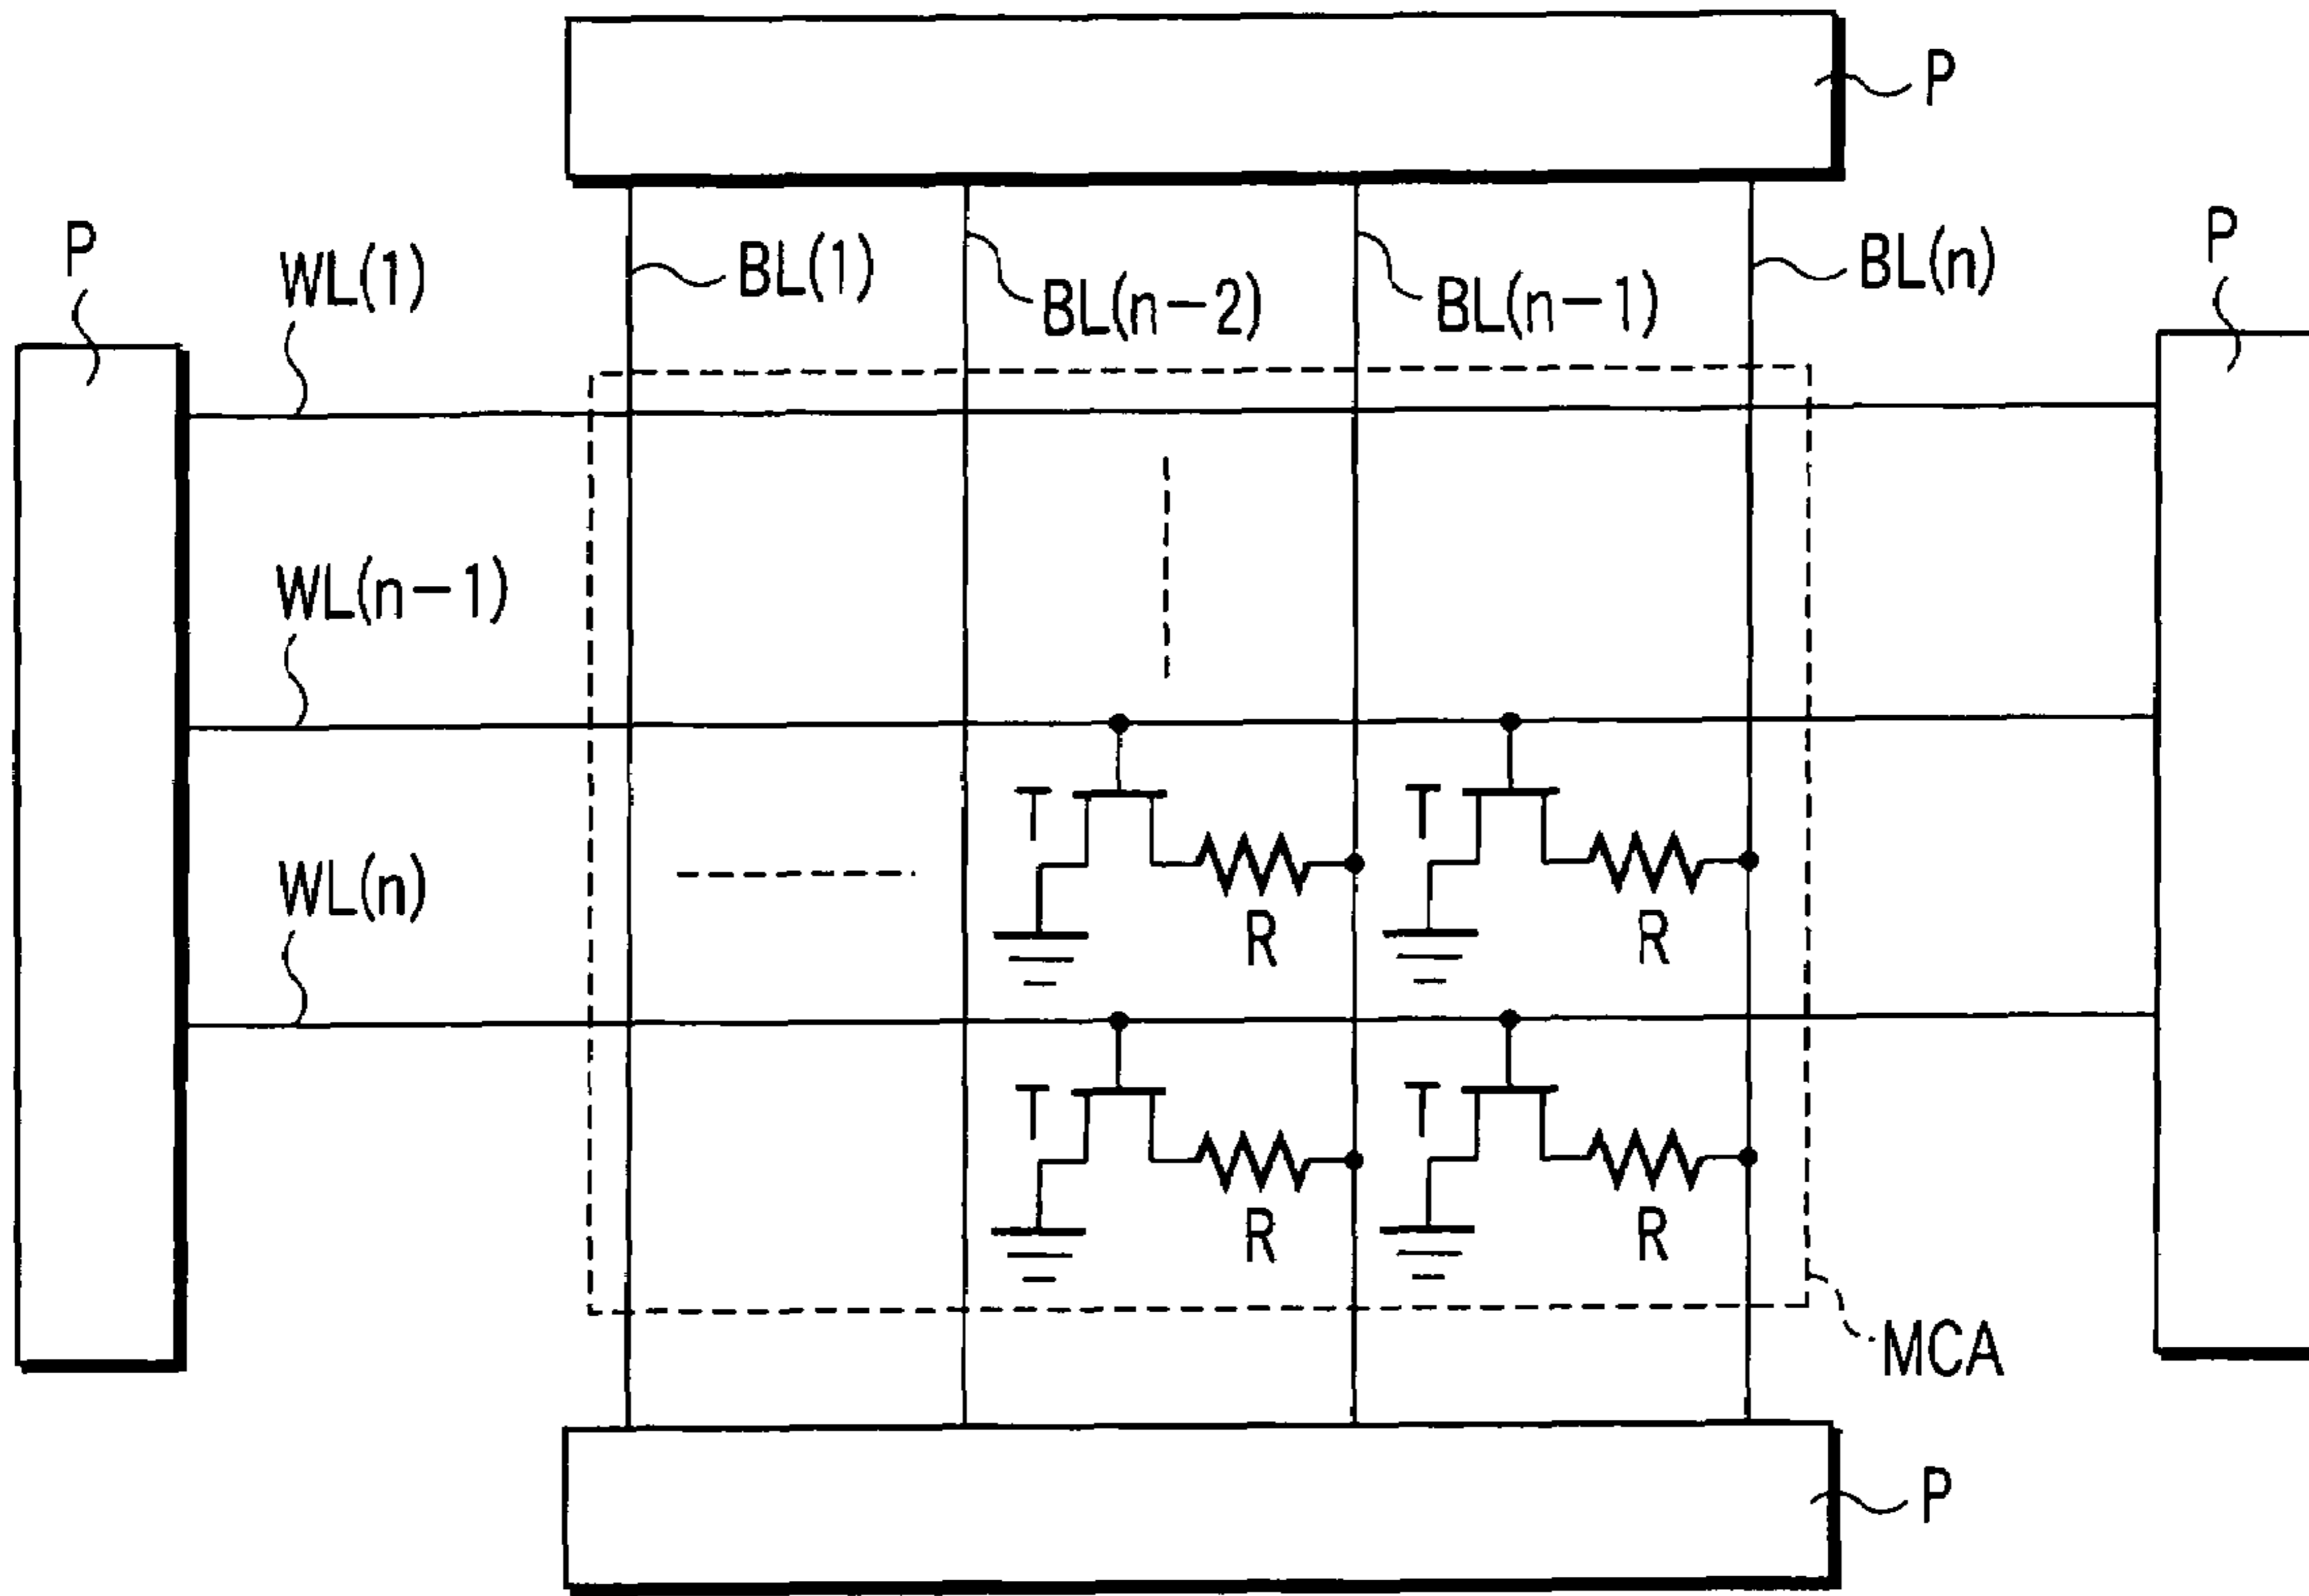 P
P
WL(1)
BL(1)
BL(n-2)
BL(n-1)
BL(n)
P
WL(n-1)
T
T
WL(n)
R
R
T
T
R
R
MCA
P